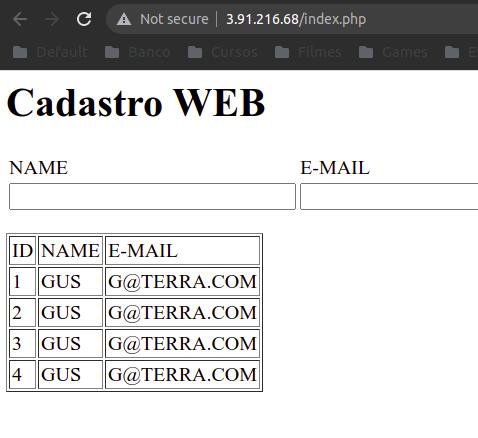 Not secure | 3.91.216.68/index.php
Default Banco Cursos Filmes Games
Cadastro WEB
NAME E-MAIL
ID NAME E-MAIL
1 GUS G@TERRA.COM
2 GUS G@TERRA.COM
3 GUS G@TERRA.COM
4 GUS G@TERRA.COM